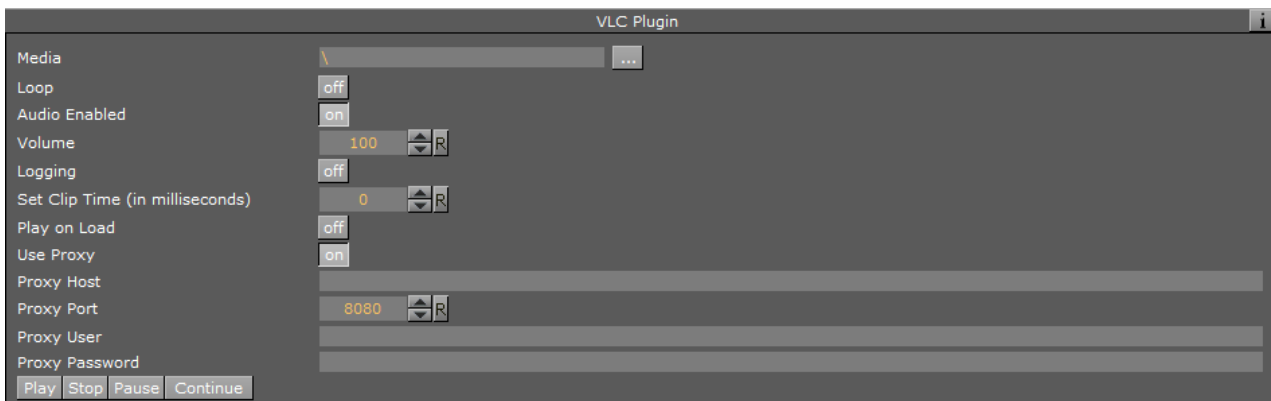 VLC Plugin i
Media \ ...
Loop off
Audio Enabled on
Volume 100 R
Logging off
Set Clip Time (in milliseconds) 0 R
Play on Load off
Use Proxy on
Proxy Host
Proxy Port 8080 R
Proxy User
Proxy Password
Play Stop Pause Continue